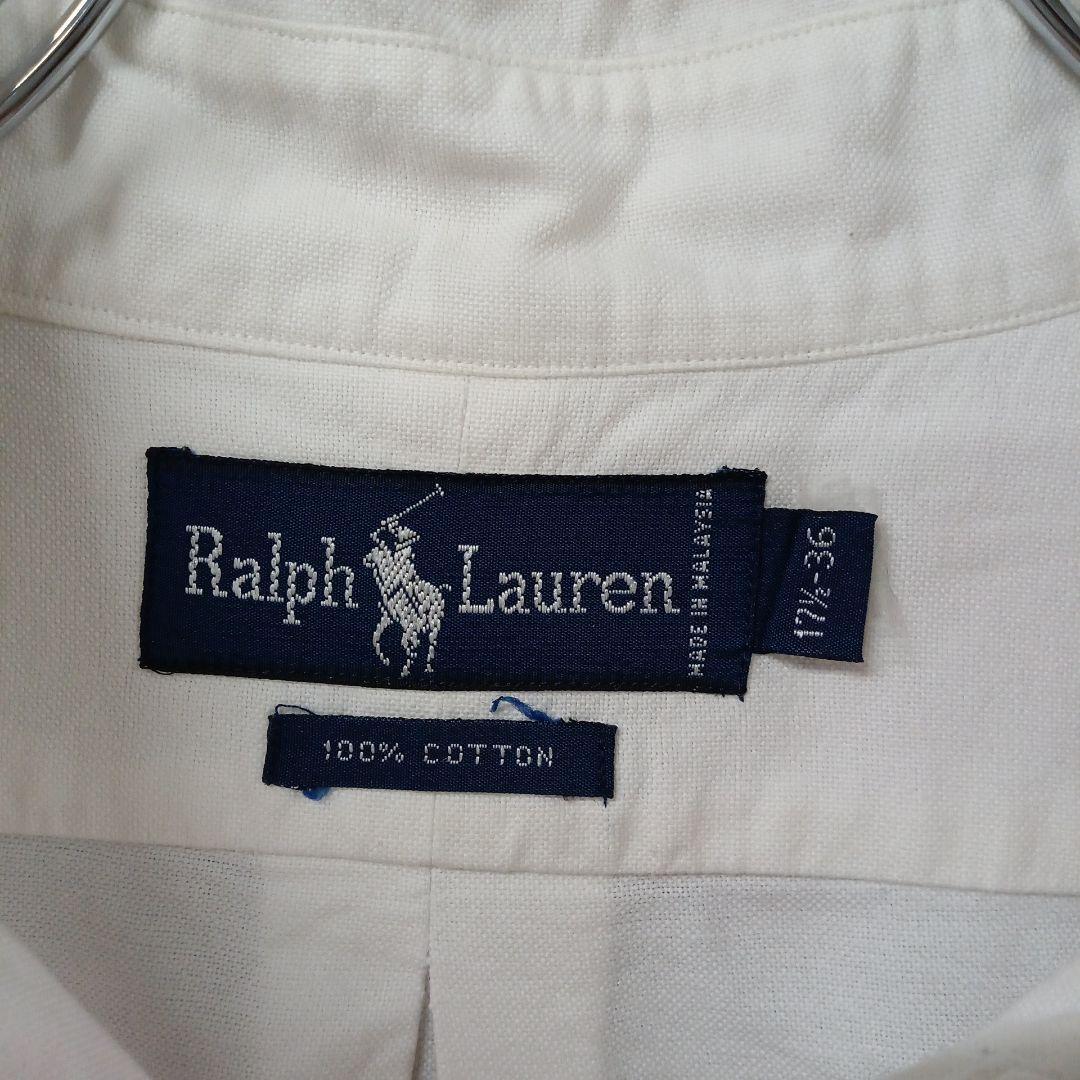 Ralph Lauren
MADE IN MALAYSIA
17½-36
100% COTTON